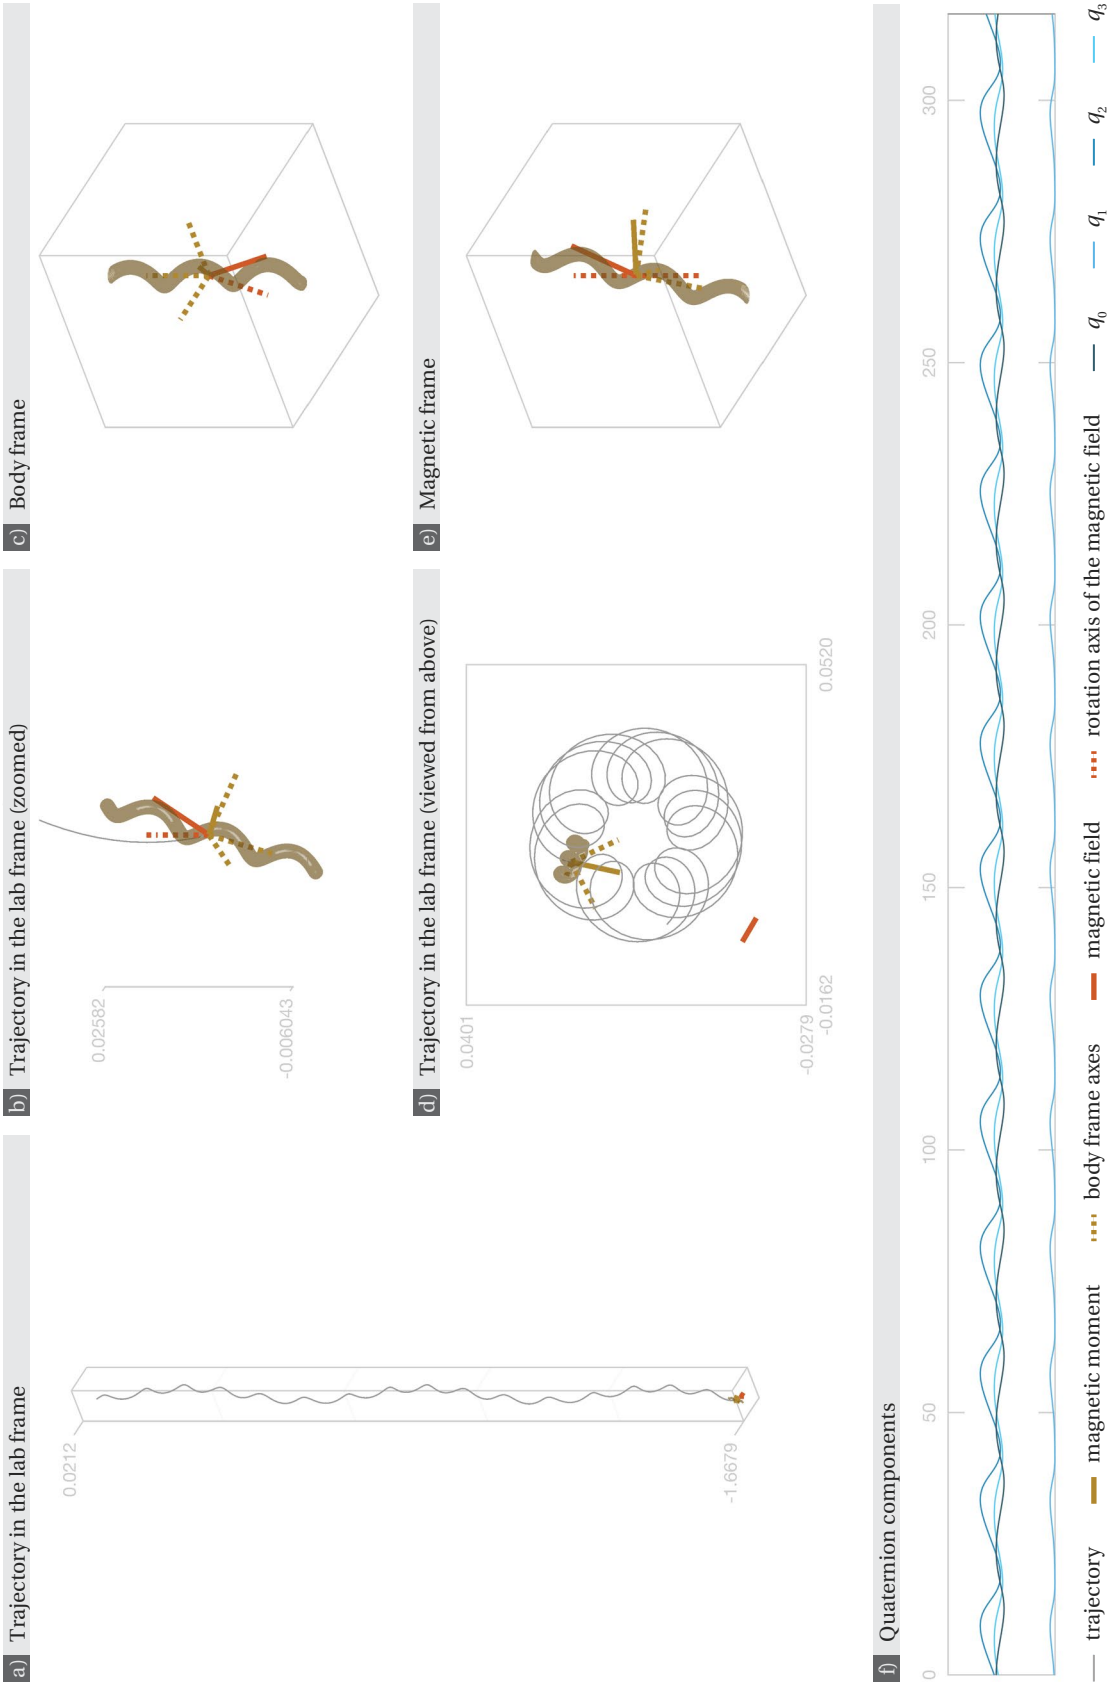 a) Trajectory in the lab frame
0.0212
-1.6679
b) Trajectory in the lab frame (zoomed)
0.02582
-0.006043
c) Body frame
d) Trajectory in the lab frame (viewed from above)
0.0401
-0.0279
-0.0162
0.0520
e) Magnetic frame
f) Quaternion components
0 50 100 150 200 250 300
trajectory magnetic moment body frame axes magnetic field rotation axis of the magnetic field q0 q1 q2 q3